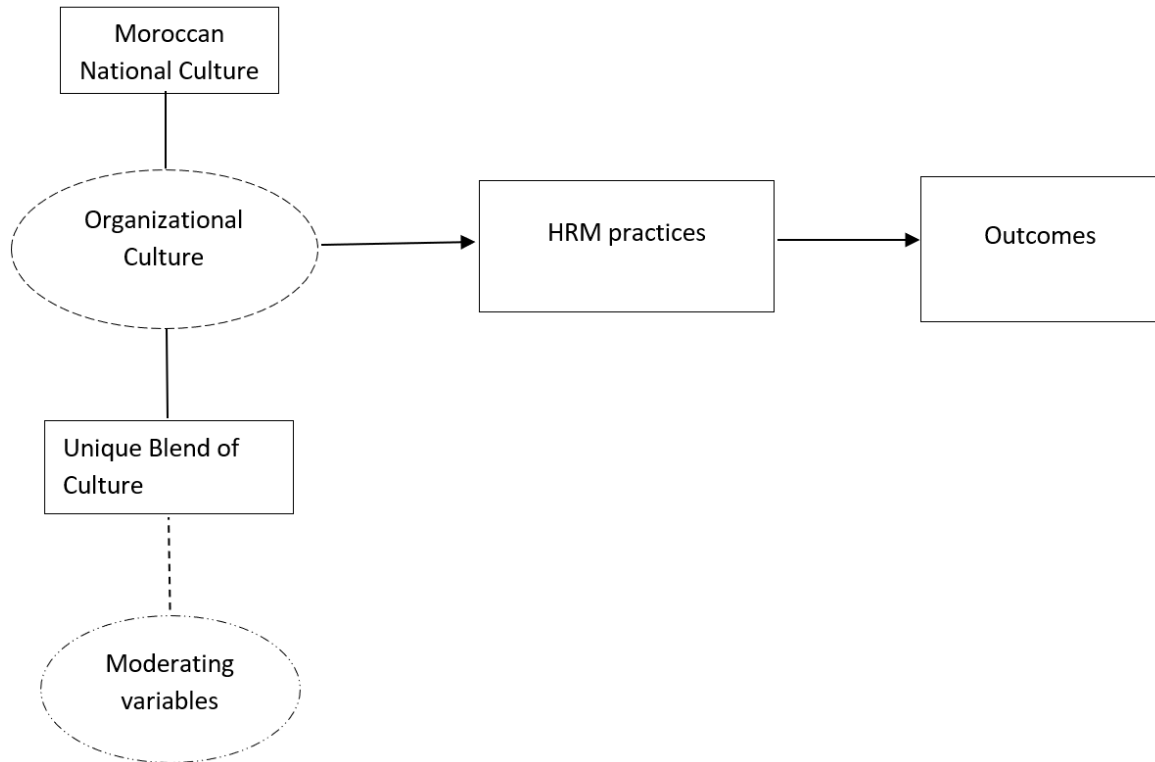 Moroccan
National Culture
Organizational
Culture
HRM practices
Outcomes
Unique Blend of
Culture
Moderating
variables